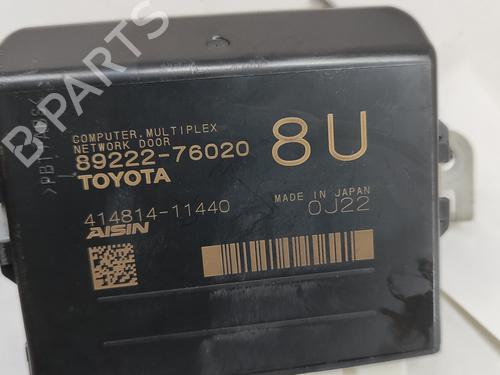 COMPUTER, MULTIPLEX
NETWORK DOOR
89222-76020
8U
TOYOTA
414814-11440
MADE IN JAPAN
0J22
AISIN
B-PARTS